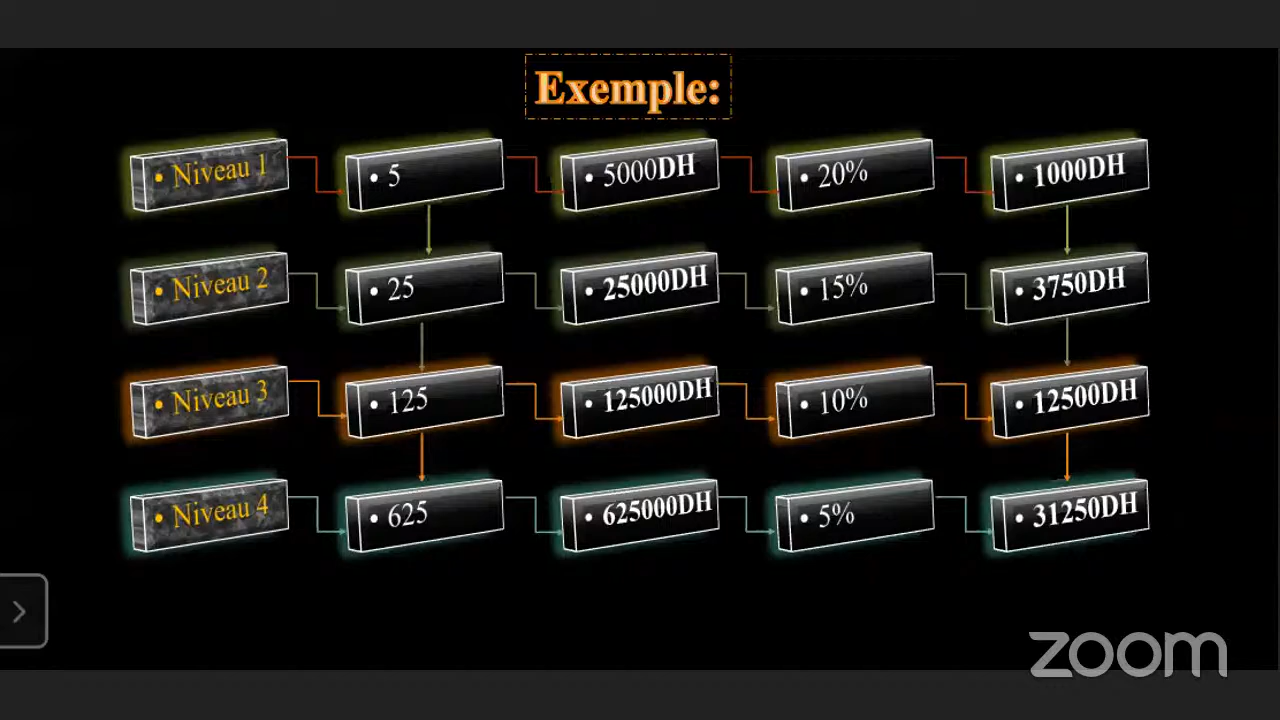 Exemple:
• Niveau 1 • 5 • 5000DH • 20% • 1000DH
• Niveau 2 • 25 • 25000DH • 15% • 3750DH
• Niveau 3 • 125 • 125000DH • 10% • 12500DH
• Niveau 4 • 625 • 625000DH • 5% • 31250DH
zoom